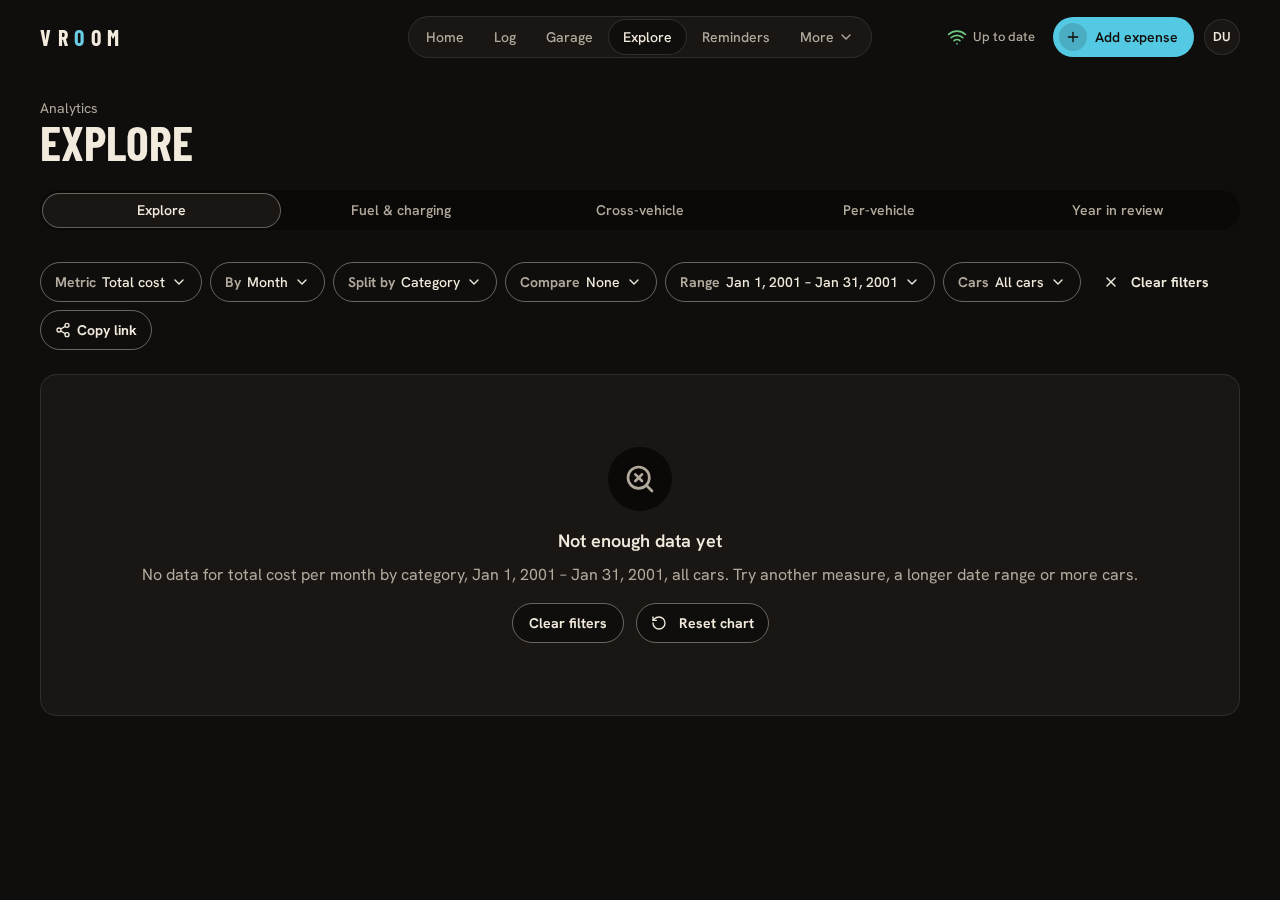 VROOM
Home Log Garage Explore Reminders More
Up to date
Add expense
DU
Analytics
EXPLORE
Explore Fuel & charging Cross-vehicle Per-vehicle Year in review
Metric Total cost By Month Split by Category Compare None Range Jan 1, 2001 – Jan 31, 2001 Cars All cars Clear filters
Copy link
Not enough data yet
No data for total cost per month by category, Jan 1, 2001 – Jan 31, 2001, all cars. Try another measure, a longer date range or more cars.
Clear filters Reset chart